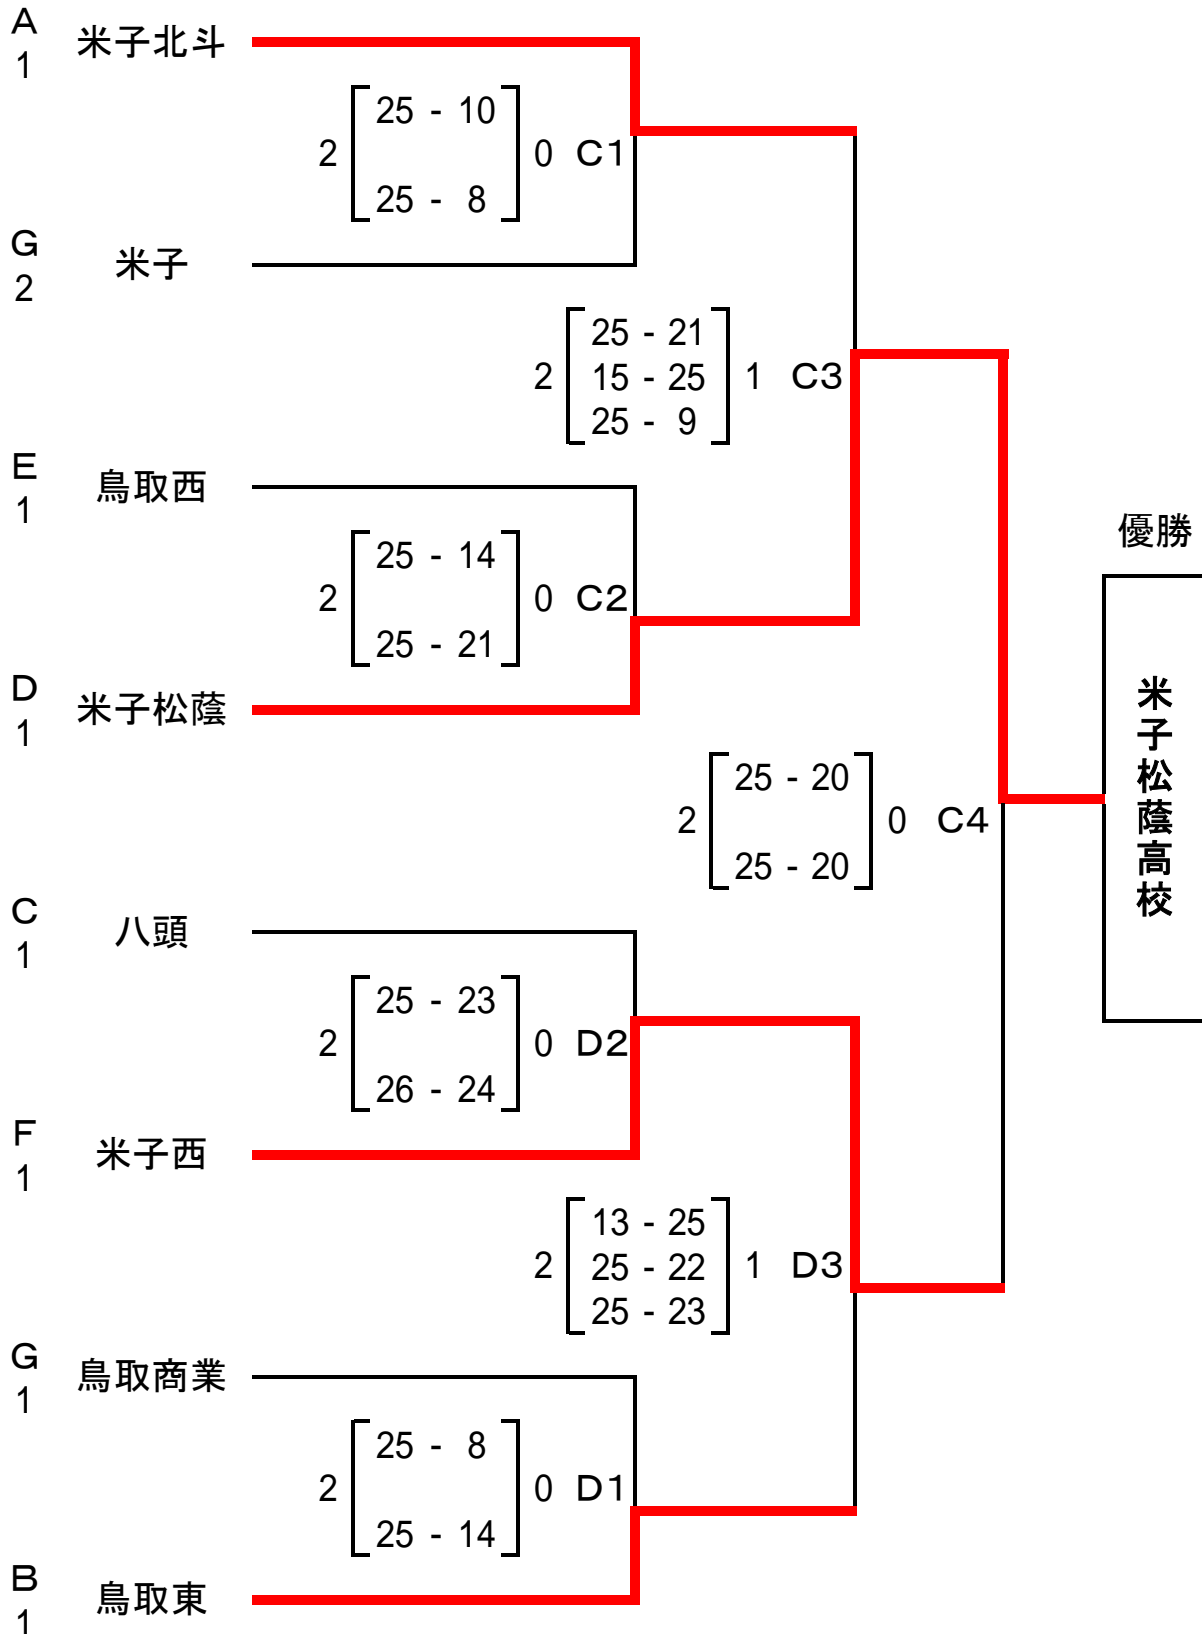 A
1
米子北斗
25 - 10
2 0 C1
25 - 8
G
2
米子
25 - 21
2 15 - 25 1 C3
25 - 9
E
1
鳥取西
25 - 14
2 0 C2
25 - 21
D
1
米子松蔭
優勝
米子松蔭高校
25 - 20
2 0 C4
25 - 20
C
1
八頭
25 - 23
2 0 D2
26 - 24
F
1
米子西
13 - 25
2 25 - 22 1 D3
25 - 23
G
1
鳥取商業
25 - 8
2 0 D1
25 - 14
B
1
鳥取東